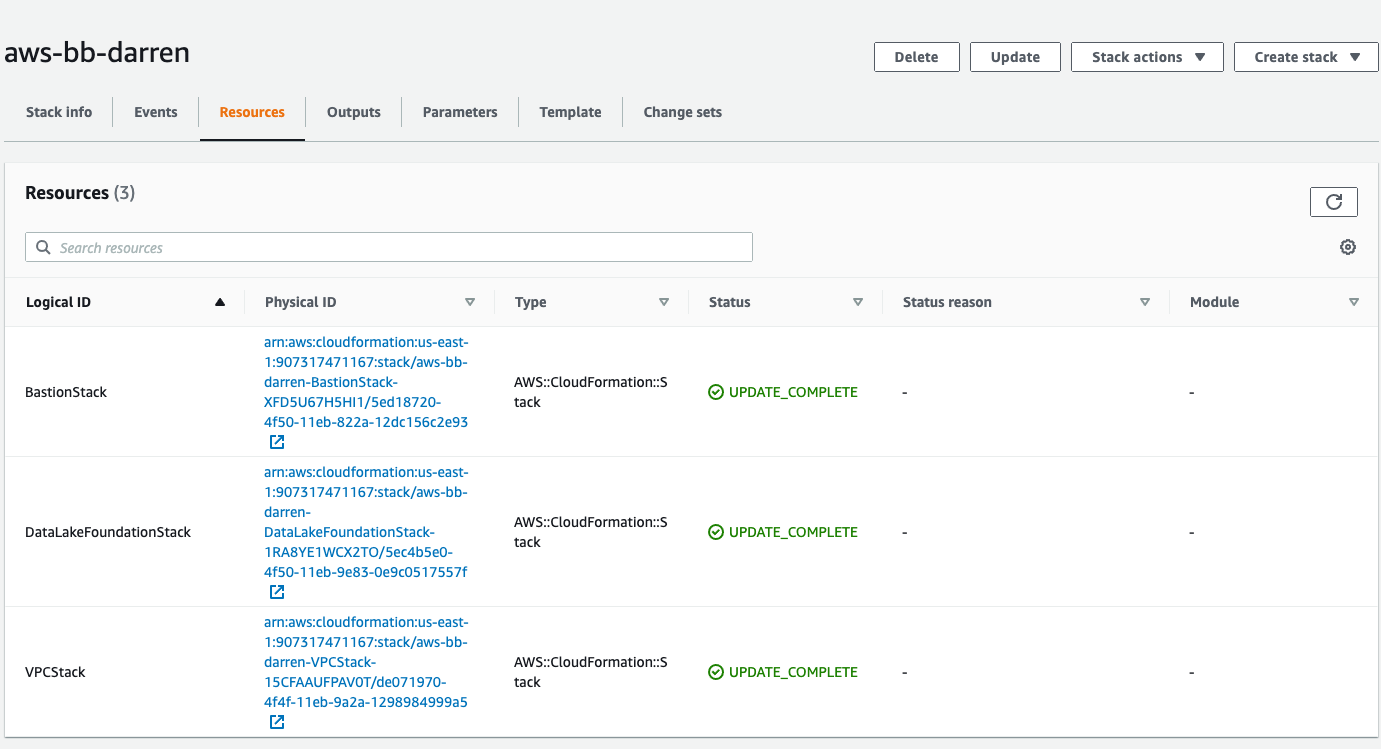 aws-bb-darren
Delete
Update
Stack actions
Create stack
Stack info
Events
Resources
Outputs
Parameters
Template
Change sets
Resources (3)
Search resources
Logical ID
Physical ID
Type
Status
Status reason
Module
BastionStack
arn:aws:cloudformation:us-east-
1:907317471167:stack/aws-bb-
darren-BastionStack-
XFD5U67H5HI1/5ed18720-
4f50-11eb-822a-12dc156c2e93
AWS::CloudFormation::S
tack
UPDATE_COMPLETE
-
-
DataLakeFoundationStack
arn:aws:cloudformation:us-east-
1:907317471167:stack/aws-bb-
darren-
DataLakeFoundationStack-
1RA8YE1WCX2TO/5ec4b5e0-
4f50-11eb-9e83-0e9c0517557f
AWS::CloudFormation::S
tack
UPDATE_COMPLETE
-
-
VPCStack
arn:aws:cloudformation:us-east-
1:907317471167:stack/aws-bb-
darren-VPCStack-
15CFAAUFPAV0T/de071970-
4f4f-11eb-9a2a-1298984999a5
AWS::CloudFormation::S
tack
UPDATE_COMPLETE
-
-